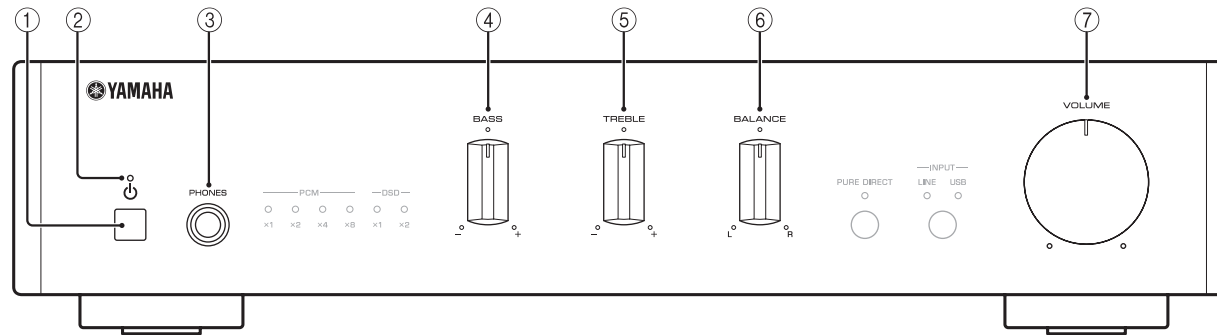 ① ② ③ ④ ⑤ ⑥ ⑦
YAMAHA
BASS TREBLE BALANCE VOLUME
PHONES PCM DSD PURE DIRECT INPUT
LINE USB
×1 ×2 ×4 ×8 ×1 ×2
– + – + L R